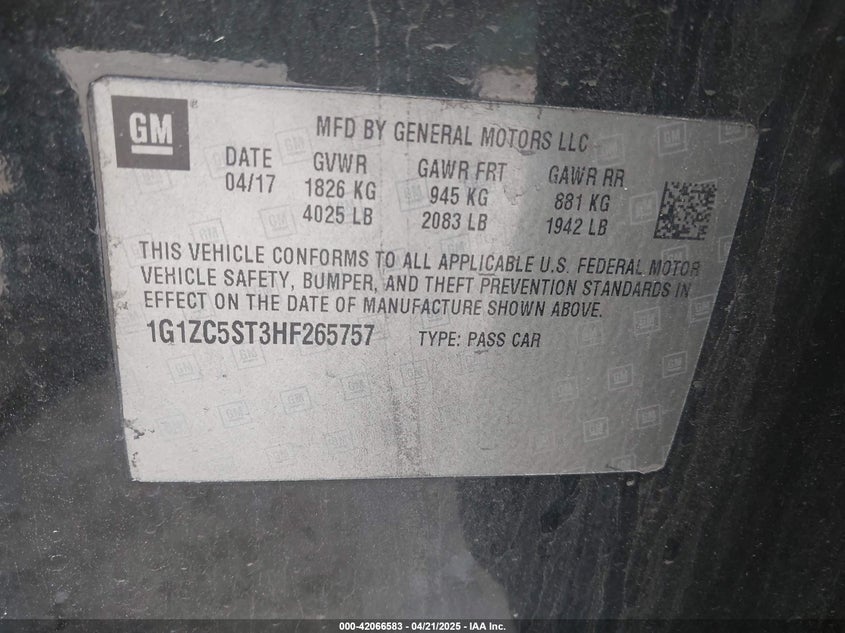 GM
MFD BY GENERAL MOTORS LLC
DATE GVWR GAWR FRT GAWR RR
04/17 1826 KG 945 KG 881 KG
4025 LB 2083 LB 1942 LB
THIS VEHICLE CONFORMS TO ALL APPLICABLE U.S. FEDERAL MOTOR
VEHICLE SAFETY, BUMPER, AND THEFT PREVENTION STANDARDS IN
EFFECT ON THE DATE OF MANUFACTURE SHOWN ABOVE.
1G1ZC5ST3HF265757 TYPE: PASS CAR
000-42066583 - 04/21/2025 - IAA Inc.